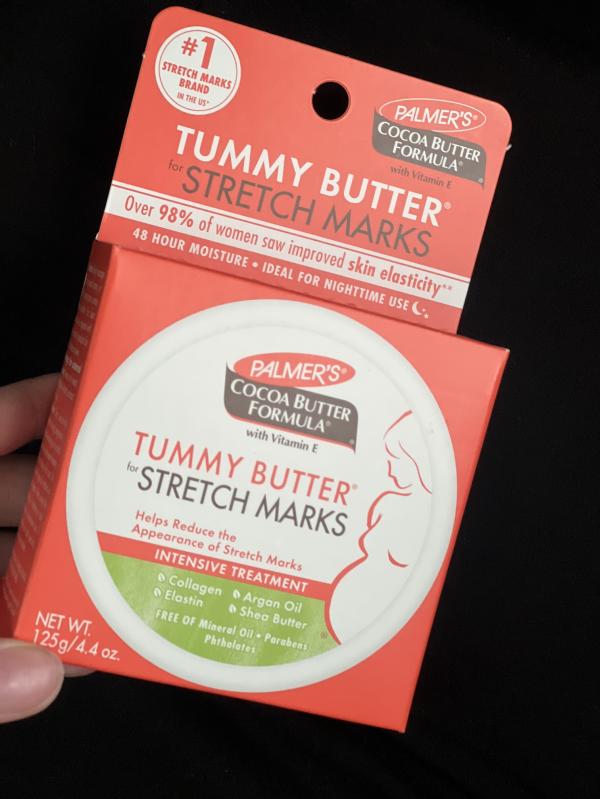 #1
STRETCH MARKS
BRAND
IN THE US*
PALMER'S®
COCOA BUTTER
FORMULA®
with Vitamin E
TUMMY BUTTER®
for STRETCH MARKS
Over 98% of women saw improved skin elasticity**
48 HOUR MOISTURE • IDEAL FOR NIGHTTIME USE
PALMER'S®
COCOA BUTTER
FORMULA®
with Vitamin E
TUMMY BUTTER®
for STRETCH MARKS
Helps Reduce the
Appearance of Stretch Marks
INTENSIVE TREATMENT
Collagen Argan Oil
Elastin Shea Butter
FREE OF Mineral Oil • Parabens
Phthalates
NET WT.
125g/4.4 oz.